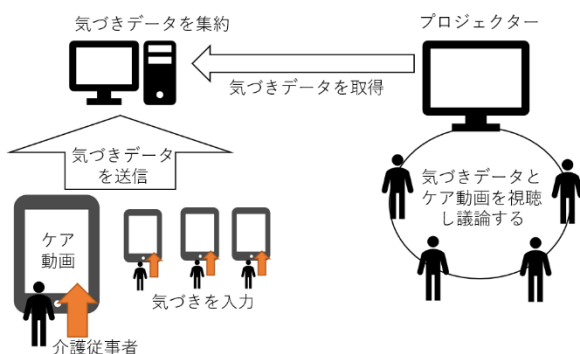 気づきデータを集約
プロジェクター
気づきデータを取得
気づきデータ
を送信
気づきデータと
ケア動画を視聴
し議論する
ケア
動画
気づきを入力
介護従事者